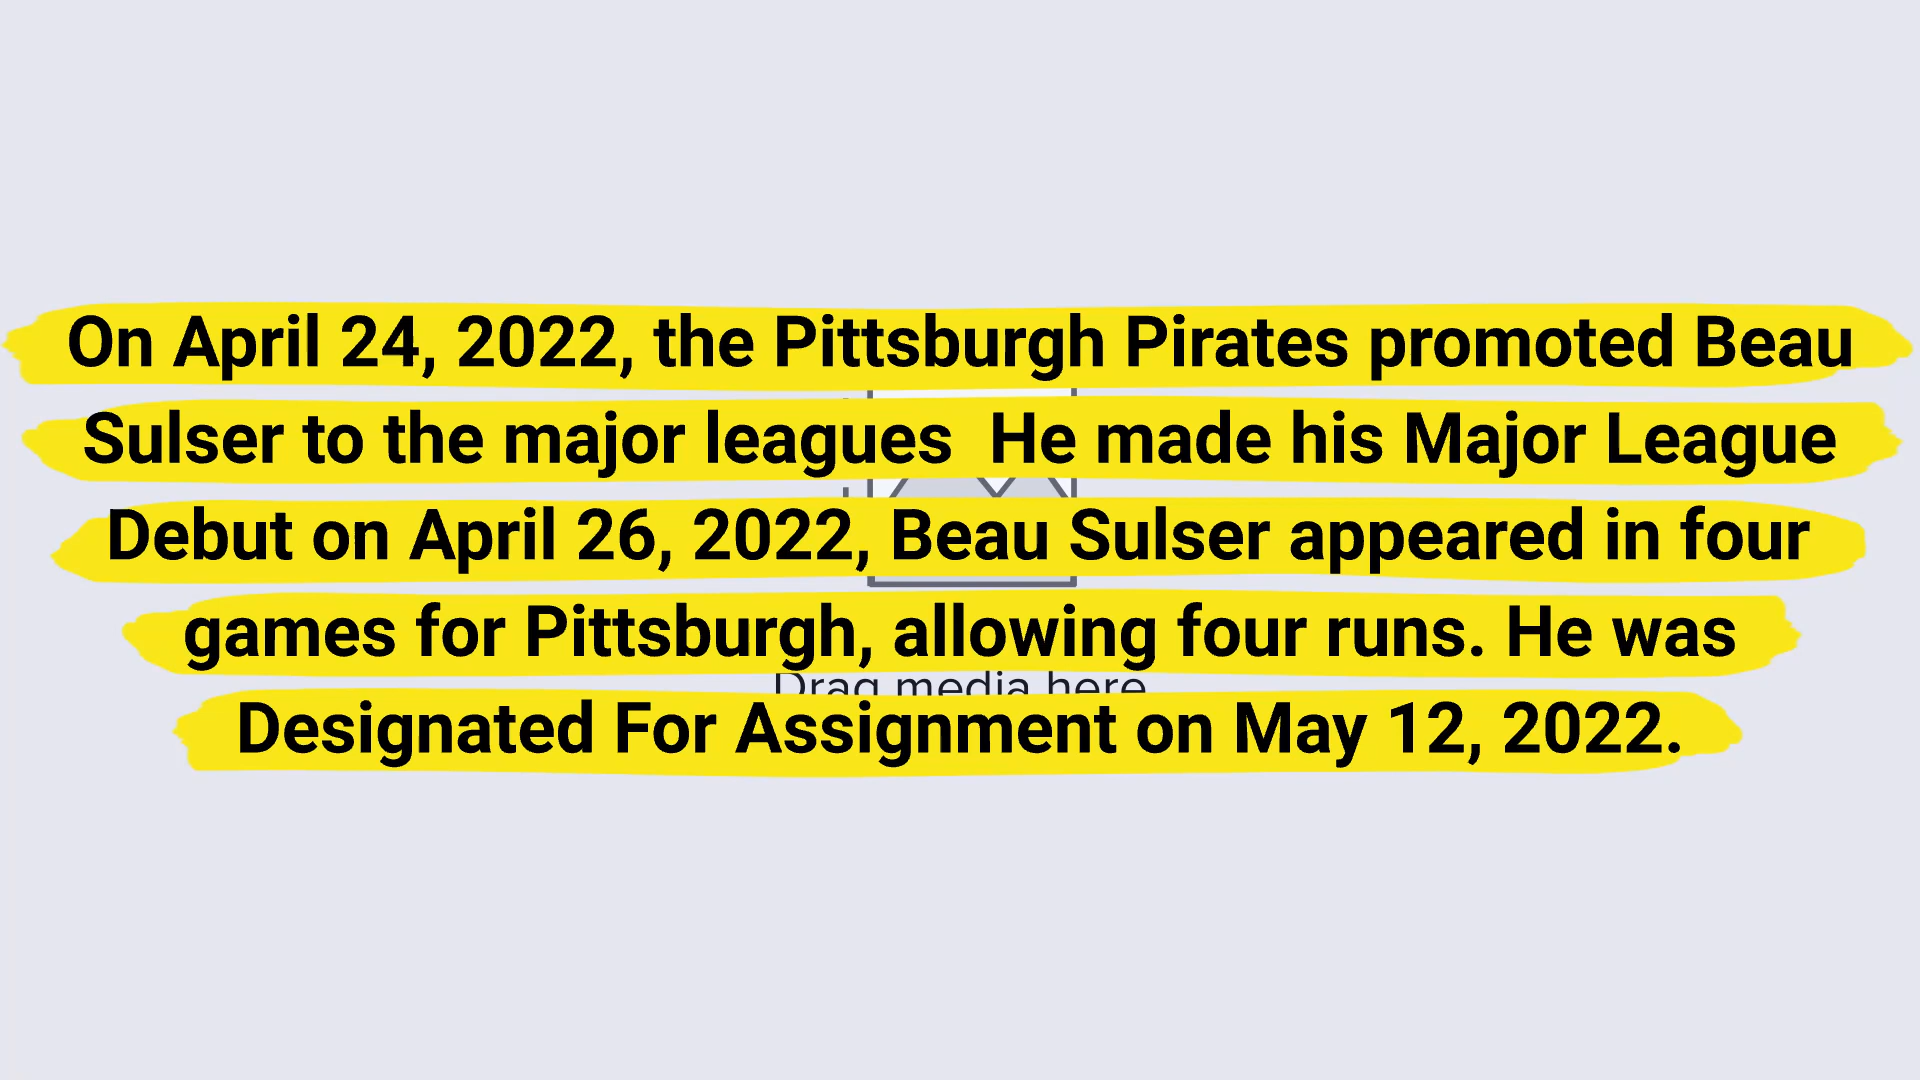 On April 24, 2022, the Pittsburgh Pirates promoted Beau
Sulser to the major leagues  He made his Major League
Debut on April 26, 2022, Beau Sulser appeared in four
games for Pittsburgh, allowing four runs. He was
Drag media here
Designated For Assignment on May 12, 2022.